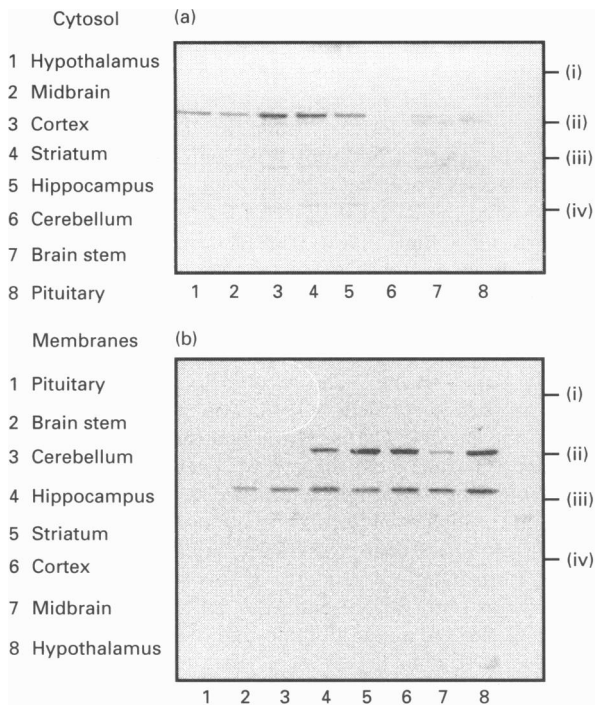 Cytosol
(a)
1 Hypothalamus
2 Midbrain
3 Cortex
4 Striatum
5 Hippocampus
6 Cerebellum
7 Brain stem
8 Pituitary
(i)
(ii)
(iii)
(iv)
1 2 3 4 5 6 7 8
Membranes
(b)
1 Pituitary
2 Brain stem
3 Cerebellum
4 Hippocampus
5 Striatum
6 Cortex
7 Midbrain
8 Hypothalamus
(i)
(ii)
(iii)
(iv)
1 2 3 4 5 6 7 8